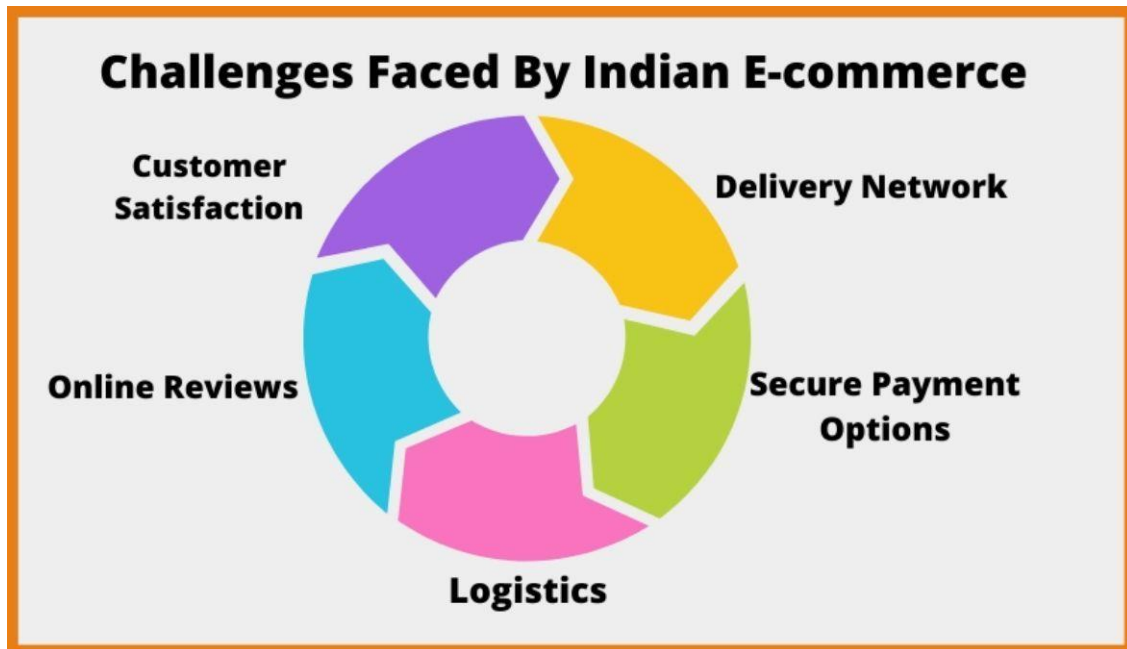 Challenges Faced By Indian E-commerce
Customer
Satisfaction
Delivery Network
Online Reviews
Secure Payment
Options
Logistics